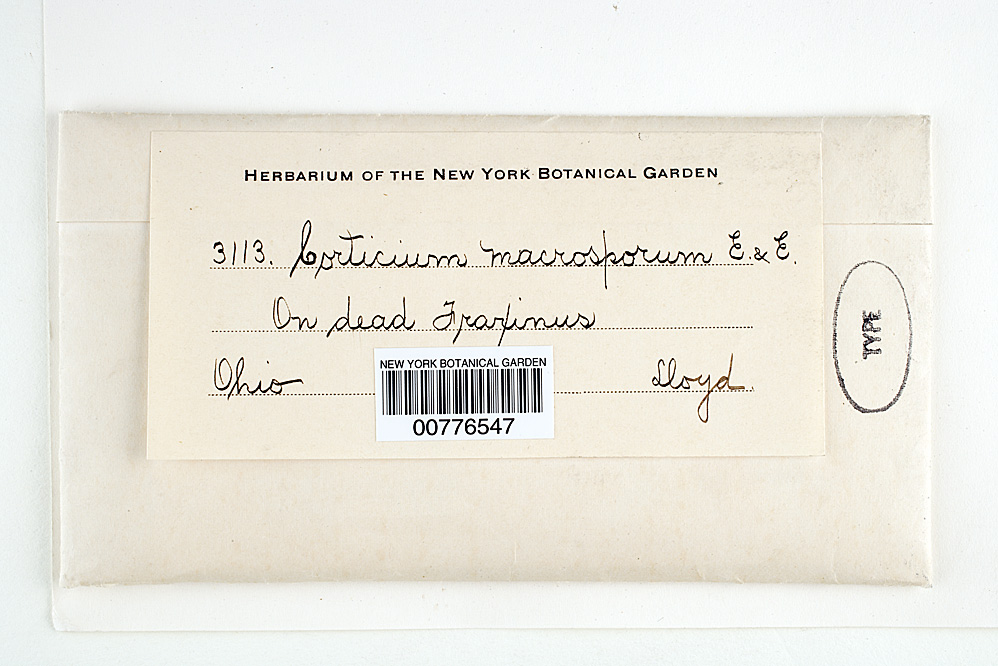 HERBARIUM OF THE NEW YORK BOTANICAL GARDEN
3113. Corticium macrosporum E. & E.
On dead Fraxinus
Ohio Lloyd.
NEW YORK BOTANICAL GARDEN
00776547
TYPE